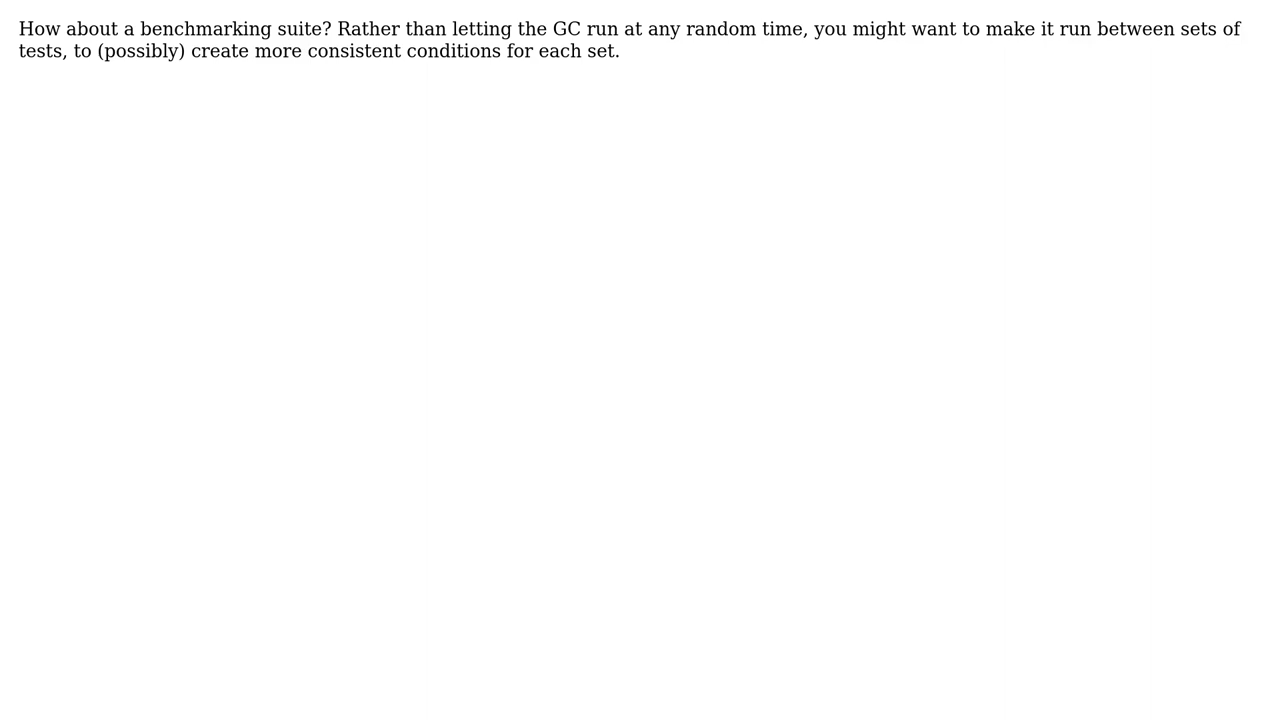 How about a benchmarking suite? Rather than letting the GC run at any random time, you might want to make it run between sets of
tests, to (possibly) create more consistent conditions for each set.